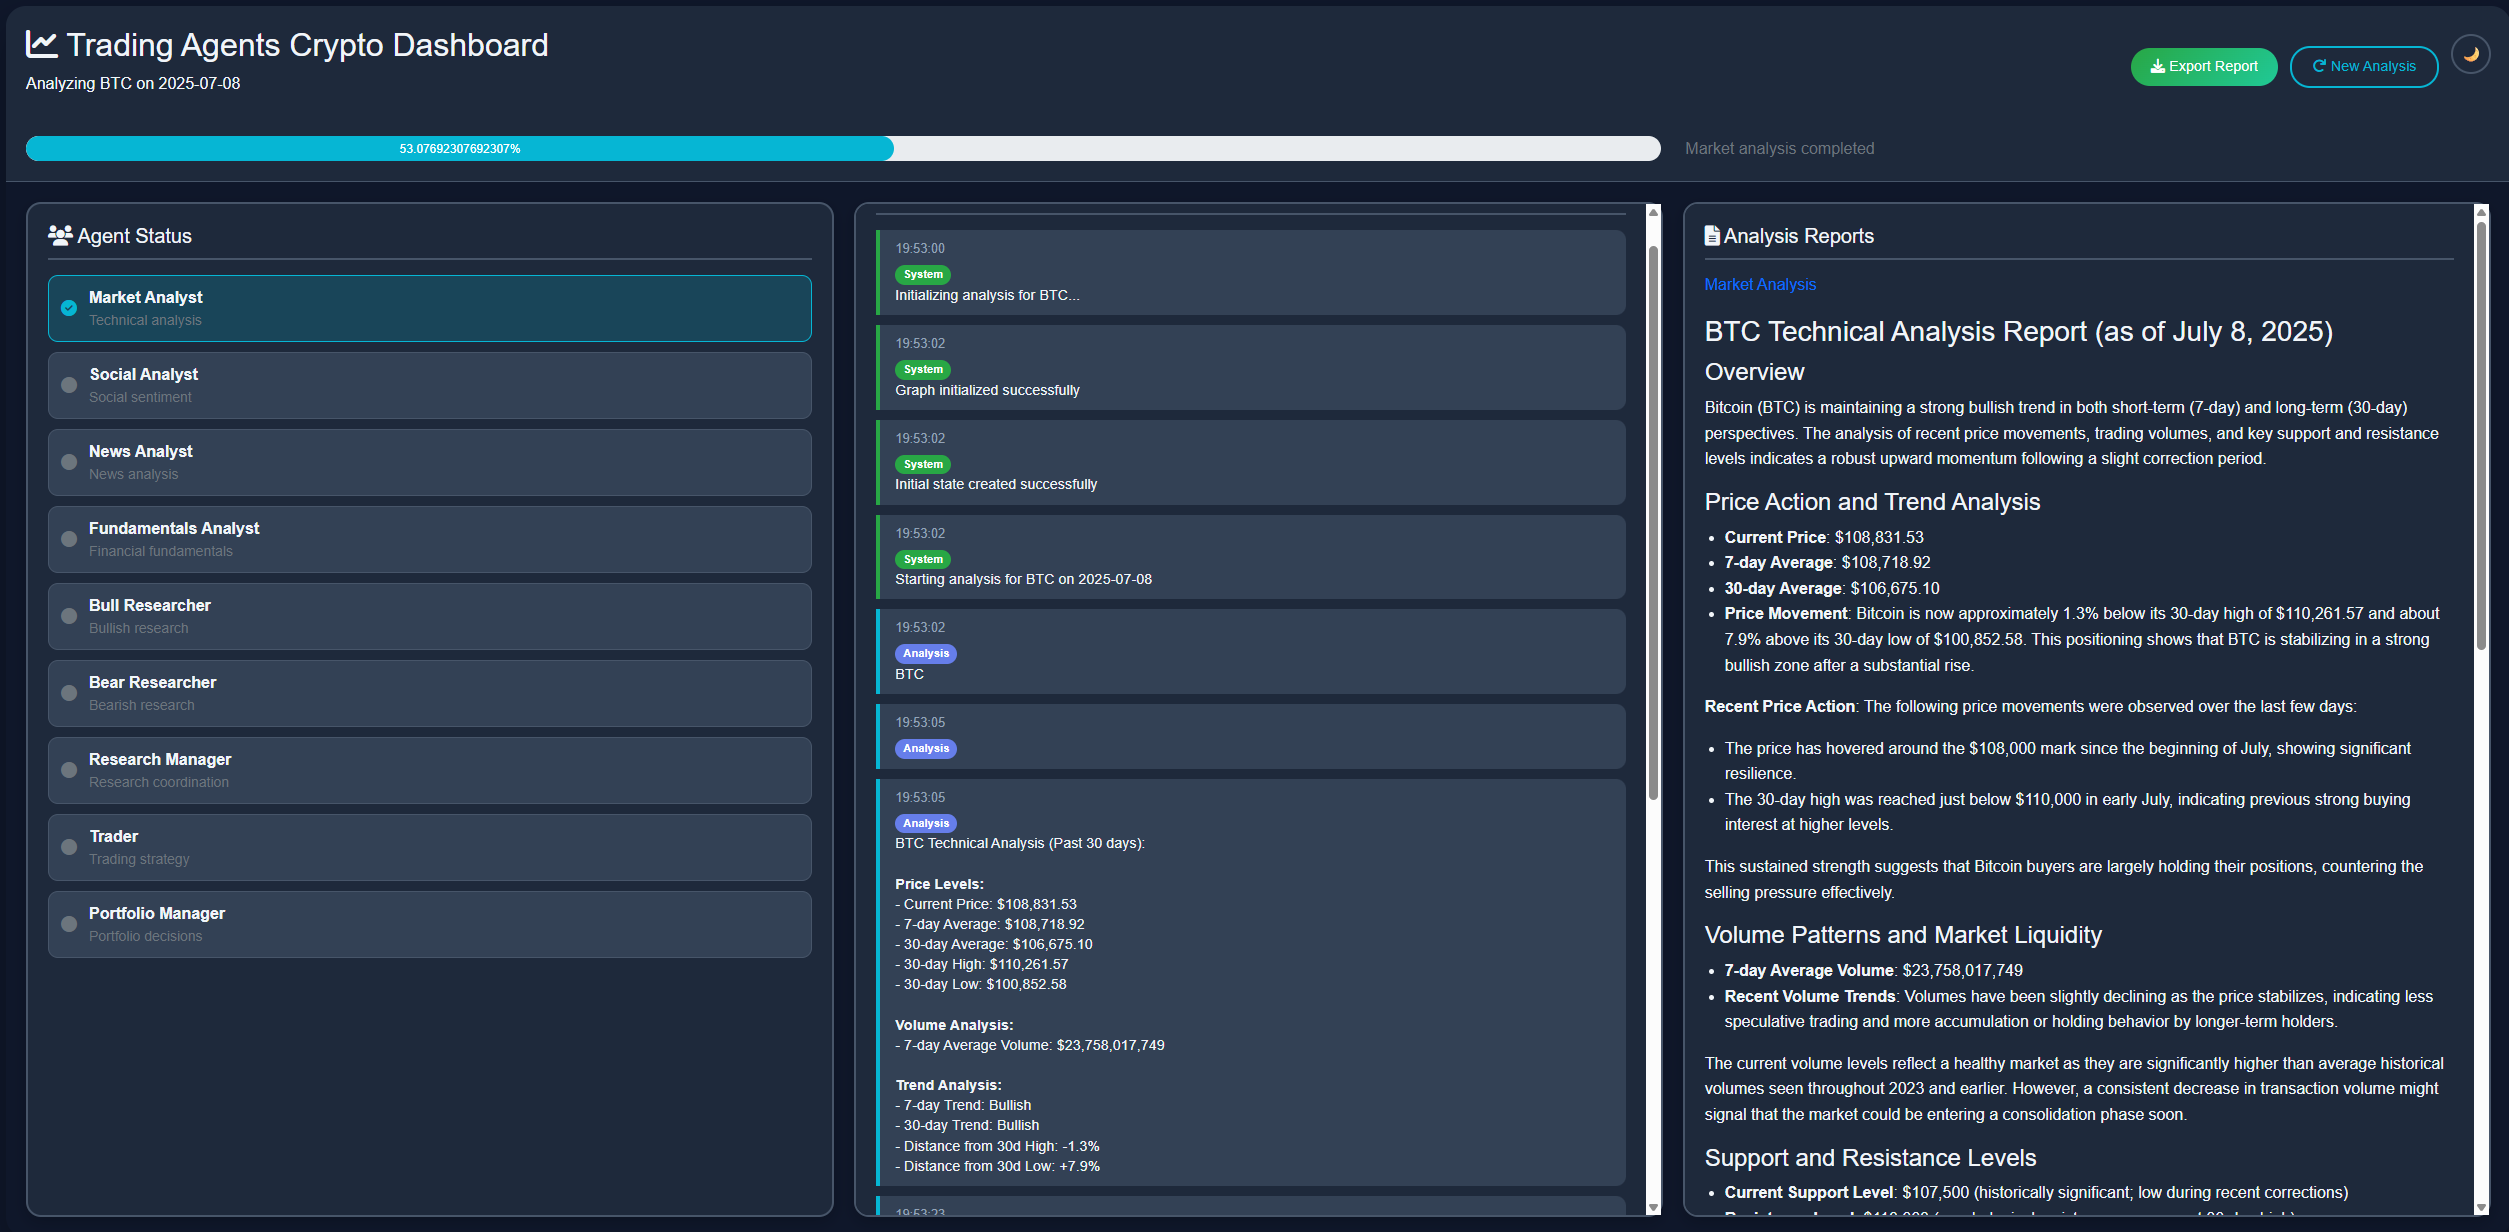 Trading Agents Crypto Dashboard
Analyzing BTC on 2025-07-08
Export Report
New Analysis
53.07692307692307%
Market analysis completed
Agent Status
Market Analyst
Technical analysis
Social Analyst
Social sentiment
News Analyst
News analysis
Fundamentals Analyst
Financial fundamentals
Bull Researcher
Bullish research
Bear Researcher
Bearish research
Research Manager
Research coordination
Trader
Trading strategy
Portfolio Manager
Portfolio decisions
19:53:00
System
Initializing analysis for BTC...
19:53:02
System
Graph initialized successfully
19:53:02
System
Initial state created successfully
19:53:02
System
Starting analysis for BTC on 2025-07-08
19:53:02
Analysis
BTC
19:53:05
Analysis
19:53:05
Analysis
BTC Technical Analysis (Past 30 days):
Price Levels:
- Current Price: $108,831.53
- 7-day Average: $108,718.92
- 30-day Average: $106,675.10
- 30-day High: $110,261.57
- 30-day Low: $100,852.58
Volume Analysis:
- 7-day Average Volume: $23,758,017,749
Trend Analysis:
- 7-day Trend: Bullish
- 30-day Trend: Bullish
- Distance from 30d High: -1.3%
- Distance from 30d Low: +7.9%
19:53:23
Analysis Reports
Market Analysis
BTC Technical Analysis Report (as of July 8, 2025)
Overview
Bitcoin (BTC) is maintaining a strong bullish trend in both short-term (7-day) and long-term (30-day)
perspectives. The analysis of recent price movements, trading volumes, and key support and resistance
levels indicates a robust upward momentum following a slight correction period.
Price Action and Trend Analysis
• Current Price: $108,831.53
• 7-day Average: $108,718.92
• 30-day Average: $106,675.10
• Price Movement: Bitcoin is now approximately 1.3% below its 30-day high of $110,261.57 and about
7.9% above its 30-day low of $100,852.58. This positioning shows that BTC is stabilizing in a strong
bullish zone after a substantial rise.
Recent Price Action: The following price movements were observed over the last few days:
• The price has hovered around the $108,000 mark since the beginning of July, showing significant
resilience.
• The 30-day high was reached just below $110,000 in early July, indicating previous strong buying
interest at higher levels.
This sustained strength suggests that Bitcoin buyers are largely holding their positions, countering the
selling pressure effectively.
Volume Patterns and Market Liquidity
• 7-day Average Volume: $23,758,017,749
• Recent Volume Trends: Volumes have been slightly declining as the price stabilizes, indicating less
speculative trading and more accumulation or holding behavior by longer-term holders.
The current volume levels reflect a healthy market as they are significantly higher than average historical
volumes seen throughout 2023 and earlier. However, a consistent decrease in transaction volume might
signal that the market could be entering a consolidation phase soon.
Support and Resistance Levels
• Current Support Level: $107,500 (historically significant; low during recent corrections)